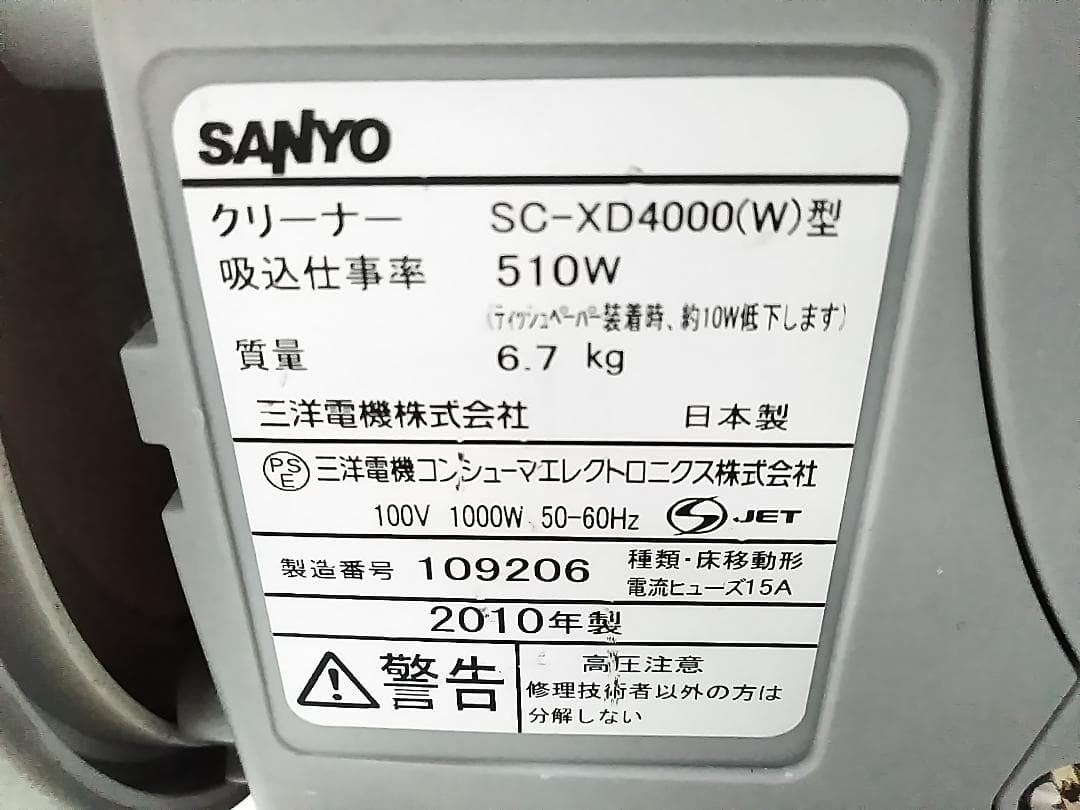 SANYO
クリーナー SC-XD4000(W)型
吸込仕事率 510W
(ティッシュペーパー装着時、約10W低下します)
質量 6.7 kg
三洋電機株式会社 日本製
PSE 三洋電機コンシューマエレクトロニクス株式会社
100V 1000W 50-60Hz JET
製造番号 109206 種類・床移動形
電流ヒューズ15A
2010年製
警告 高圧注意
修理技術者以外の方は
分解しない